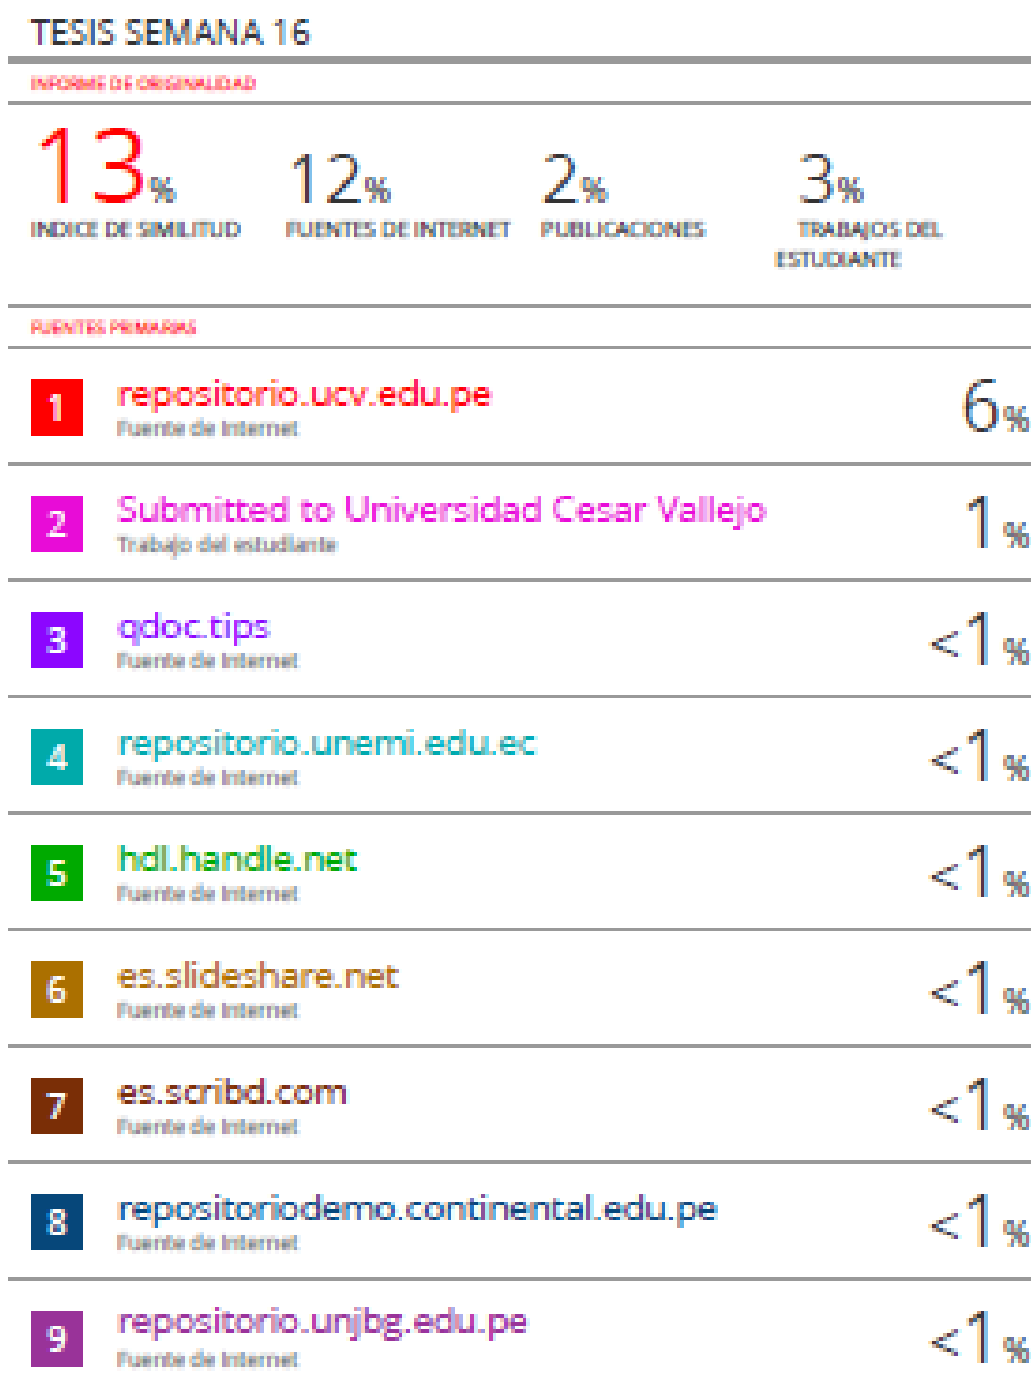 TESIS SEMANA 16
INFORME DE ORIGINALIDAD
13% 12% 2% 3%
INDICE DE SIMILITUD FUENTES DE INTERNET PUBLICACIONES TRABAJOS DEL
ESTUDIANTE
FUENTES PRIMARIAS
1 repositorio.ucv.edu.pe 6%
Fuente de Internet
2 Submitted to Universidad Cesar Vallejo 1%
Trabajo del estudiante
3 qdoc.tips <1%
Fuente de Internet
4 repositorio.unemi.edu.ec <1%
Fuente de Internet
5 hdl.handle.net <1%
Fuente de Internet
6 es.slideshare.net <1%
Fuente de Internet
7 es.scribd.com <1%
Fuente de Internet
8 repositoriodemo.continental.edu.pe <1%
Fuente de Internet
9 repositorio.unjbg.edu.pe <1%
Fuente de Internet